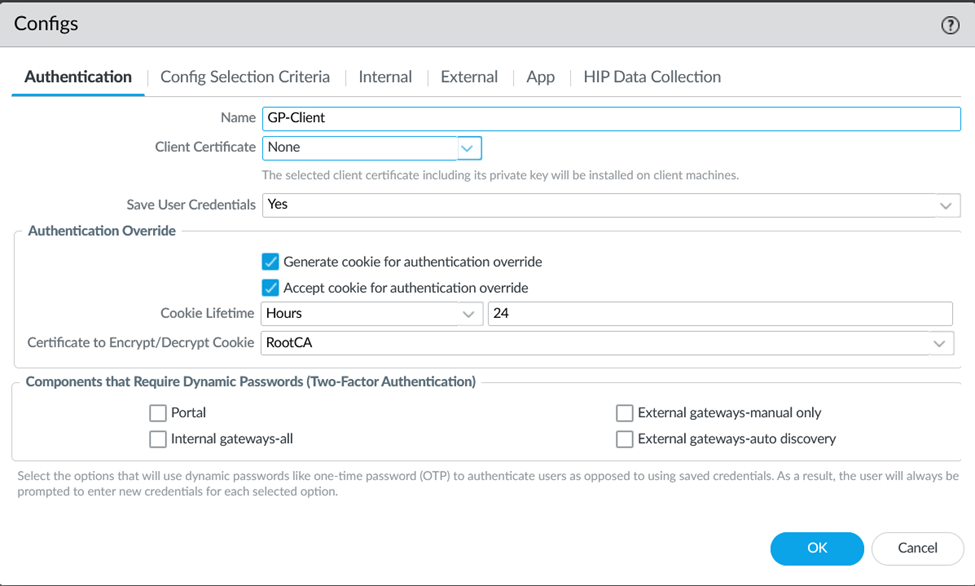 Configs
?
Authentication Config Selection Criteria Internal External App HIP Data Collection
Name GP-Client
Client Certificate None
The selected client certificate including its private key will be installed on client machines.
Save User Credentials Yes
Authentication Override
Generate cookie for authentication override
Accept cookie for authentication override
Cookie Lifetime Hours 24
Certificate to Encrypt/Decrypt Cookie RootCA
Components that Require Dynamic Passwords (Two-Factor Authentication)
Portal External gateways-manual only
Internal gateways-all External gateways-auto discovery
Select the options that will use dynamic passwords like one-time password (OTP) to authenticate users as opposed to using saved credentials. As a result, the user will always be
prompted to enter new credentials for each selected option.
OK Cancel